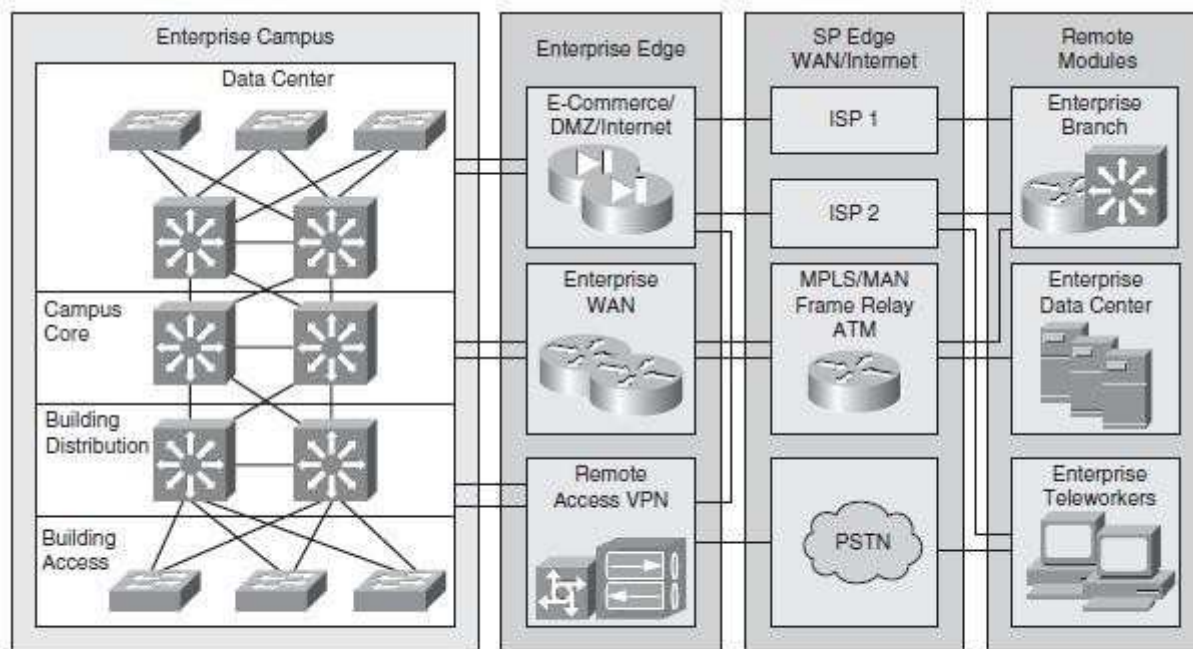 Enterprise Campus
Data Center
Campus
Core
Building
Distribution
Building
Access
Enterprise Edge
E-Commerce/
DMZ/Internet
Enterprise
WAN
Remote
Access VPN
SP Edge
WAN/Internet
ISP 1
ISP 2
MPLS/MAN
Frame Relay
ATM
PSTN
Remote
Modules
Enterprise
Branch
Enterprise
Data Center
Enterprise
Teleworkers